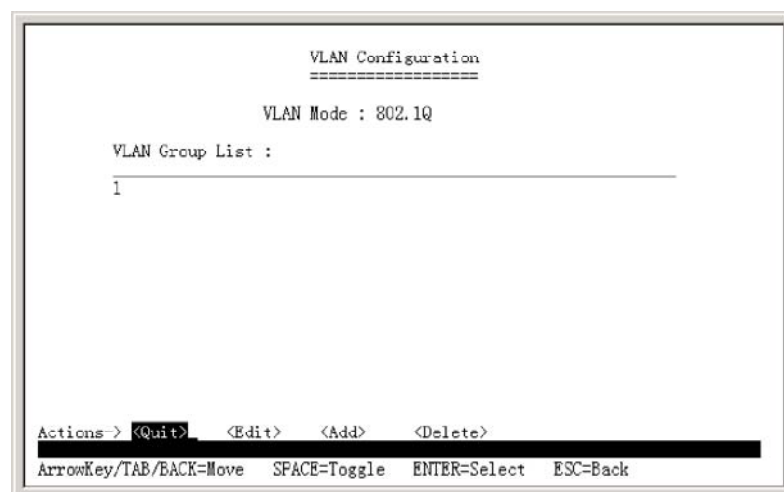 VLAN Configuration
==================
VLAN Mode : 802.1Q
VLAN Group List :
1
Actions-> <Quit> <Edit> <Add> <Delete>
ArrowKey/TAB/BACK=Move SPACE=Toggle ENTER=Select ESC=Back